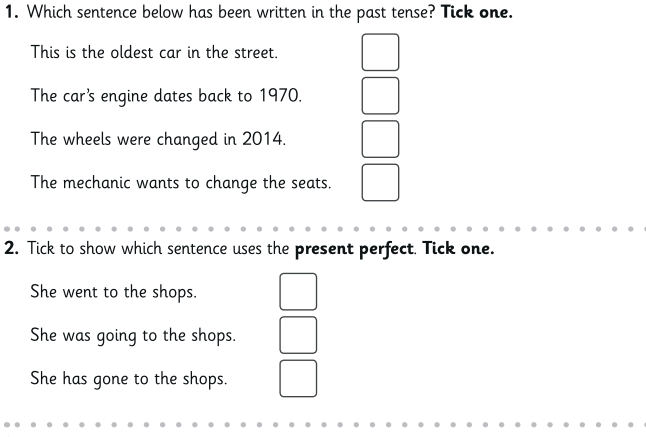 1. Which sentence below has been written in the past tense? Tick one.
This is the oldest car in the street.
The car's engine dates back to 1970.
The wheels were changed in 2014.
The mechanic wants to change the seats.
2. Tick to show which sentence uses the present perfect. Tick one.
She went to the shops.
She was going to the shops.
She has gone to the shops.